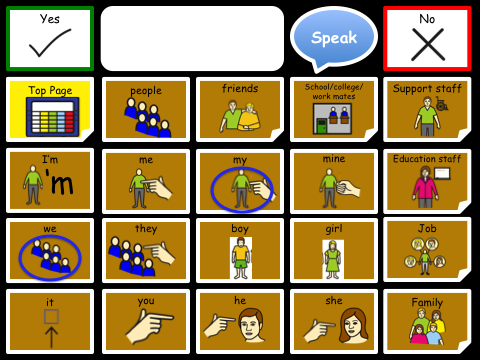 Yes
Speak
No
Top Page
people
friends
School/college/
work mates
Support staff
I'm
'm
me
my
mine
Education staff
we
they
boy
girl
Job
it
you
he
she
Family